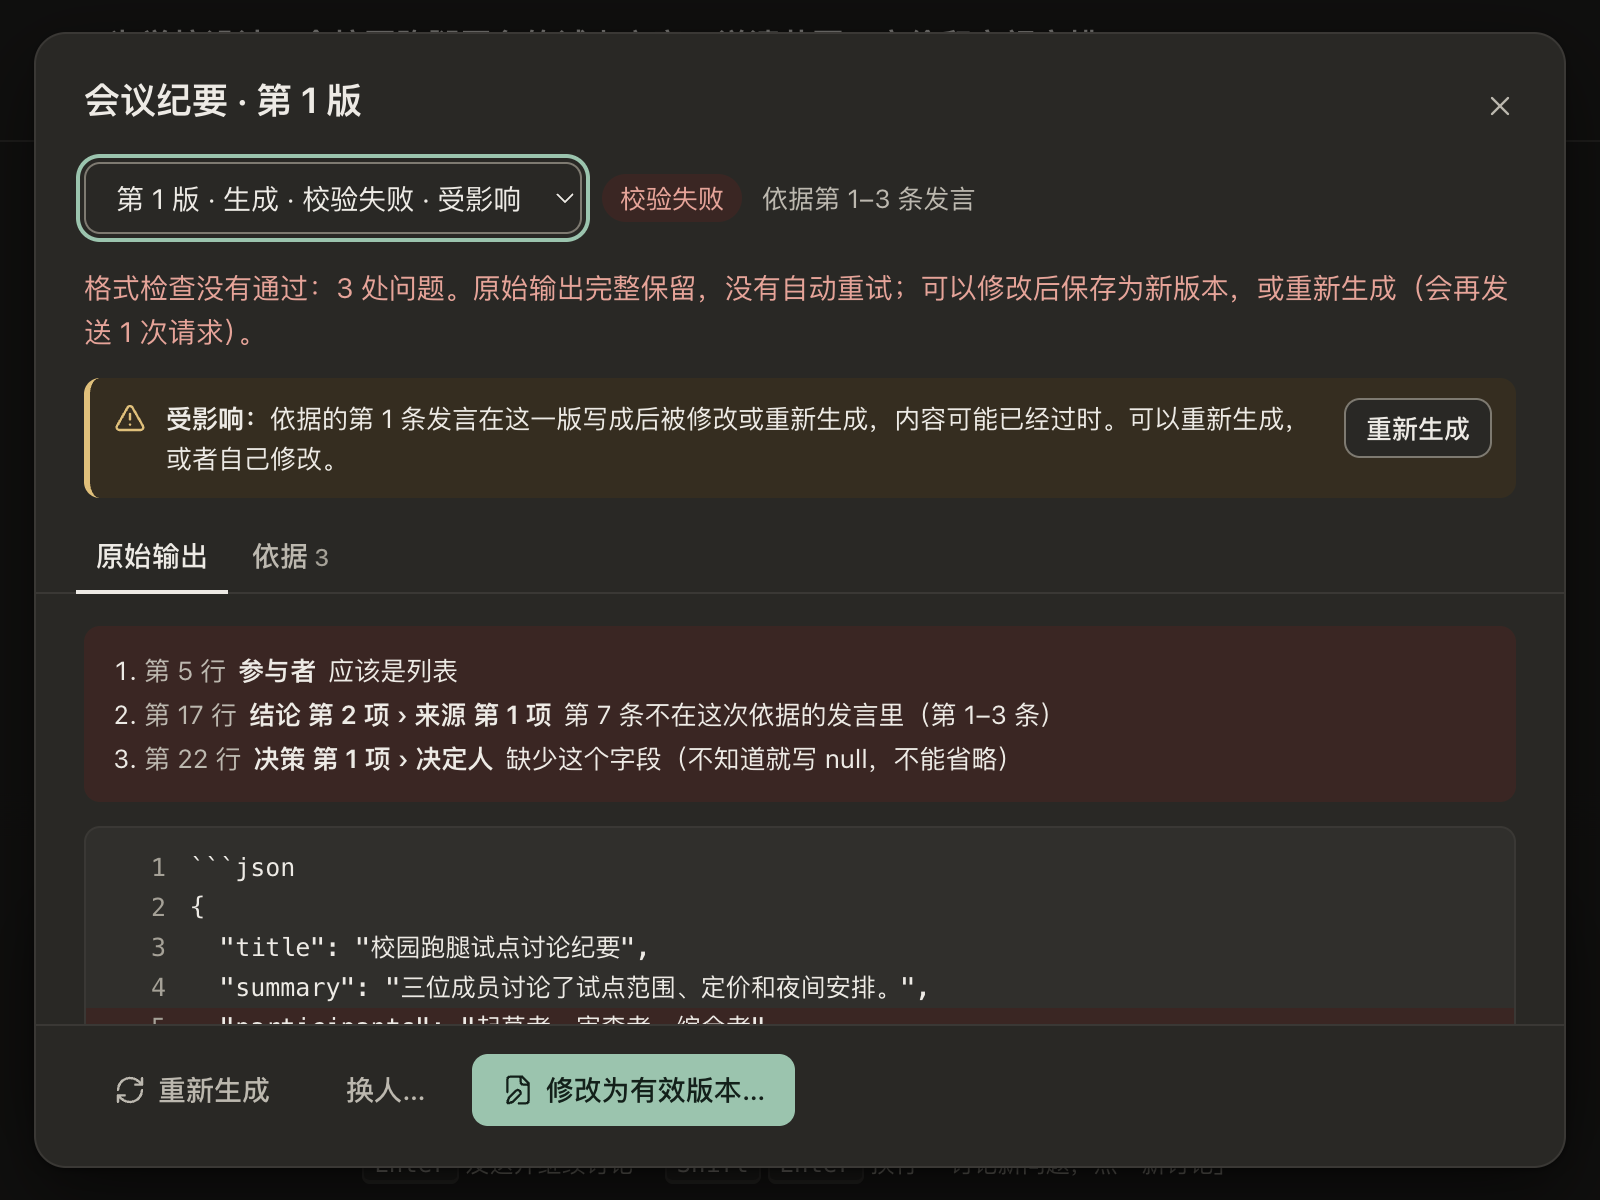 会议纪要 · 第 1 版
第 1 版 · 生成 · 校验失败 · 受影响
校验失败
依据第 1–3 条发言
格式检查没有通过：3 处问题。原始输出完整保留，没有自动重试；可以修改后保存为新版本，或重新生成（会再发
送 1 次请求）。
受影响：依据的第 1 条发言在这一版写成后被修改或重新生成，内容可能已经过时。可以重新生成，
或者自己修改。
重新生成
原始输出
依据 3
1. 第 5 行 参与者 应该是列表
2. 第 17 行 结论 第 2 项 › 来源 第 1 项 第 7 条不在这次依据的发言里（第 1–3 条）
3. 第 22 行 决策 第 1 项 › 决定人 缺少这个字段（不知道就写 null，不能省略）
1 ```json
2 {
3 "title": "校园跑腿试点讨论纪要",
4 "summary": "三位成员讨论了试点范围、定价和夜间安排。",
5 "participants": "起草者、审查者、综合者"
重新生成
换人...
修改为有效版本...